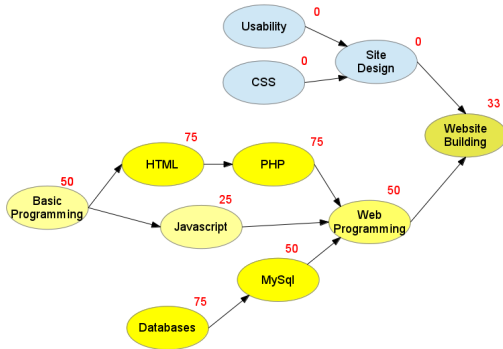 0
Usability
0
Site
Design
0
CSS
33
Website
Building
75
HTML
75
PHP
50
Basic
Programming
25
Javascript
50
Web
Programming
50
MySql
75
Databases